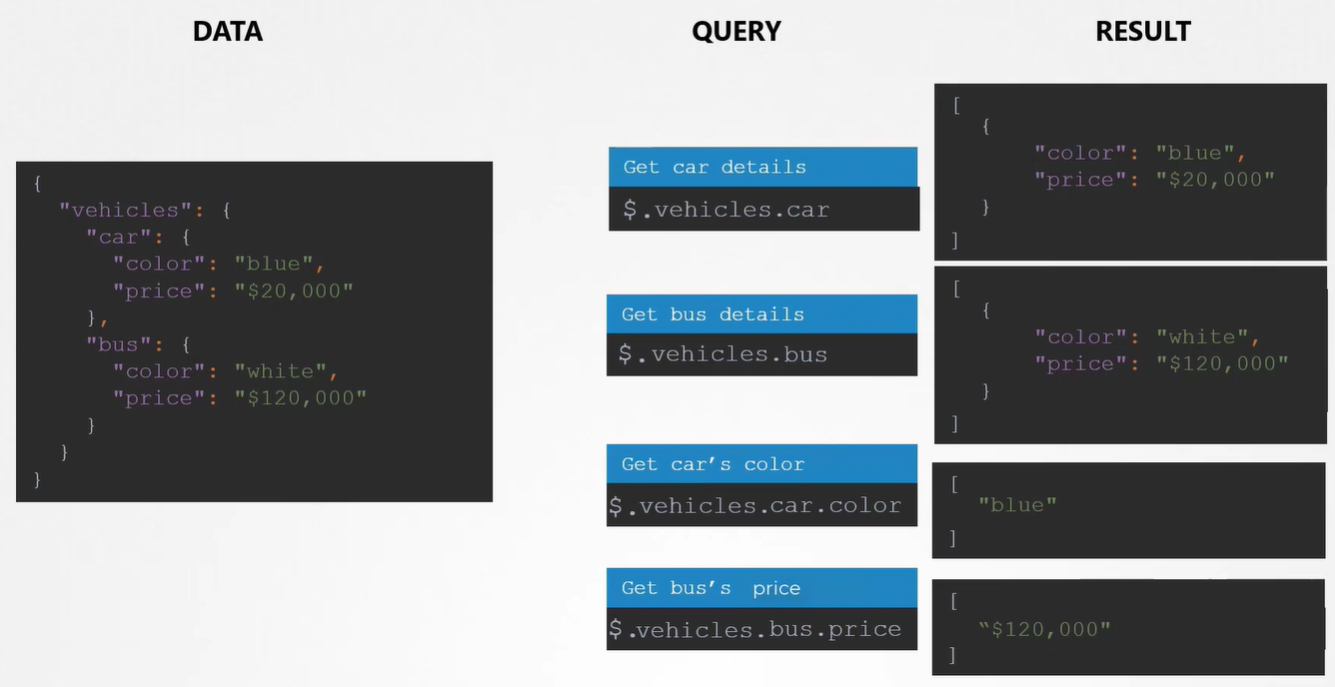 DATA
QUERY
RESULT
{
  "vehicles": {
    "car": {
      "color": "blue",
      "price": "$20,000"
    },
    "bus": {
      "color": "white",
      "price": "$120,000"
    }
  }
}
Get car details
$.vehicles.car
[
  {
      "color": "blue",
      "price": "$20,000"
  }
]
Get bus details
$.vehicles.bus
[
  {
      "color": "white",
      "price": "$120,000"
  }
]
Get car’s color
$.vehicles.car.color
[
  "blue"
]
Get bus’s price
$.vehicles.bus.price
[
  “$120,000"
]